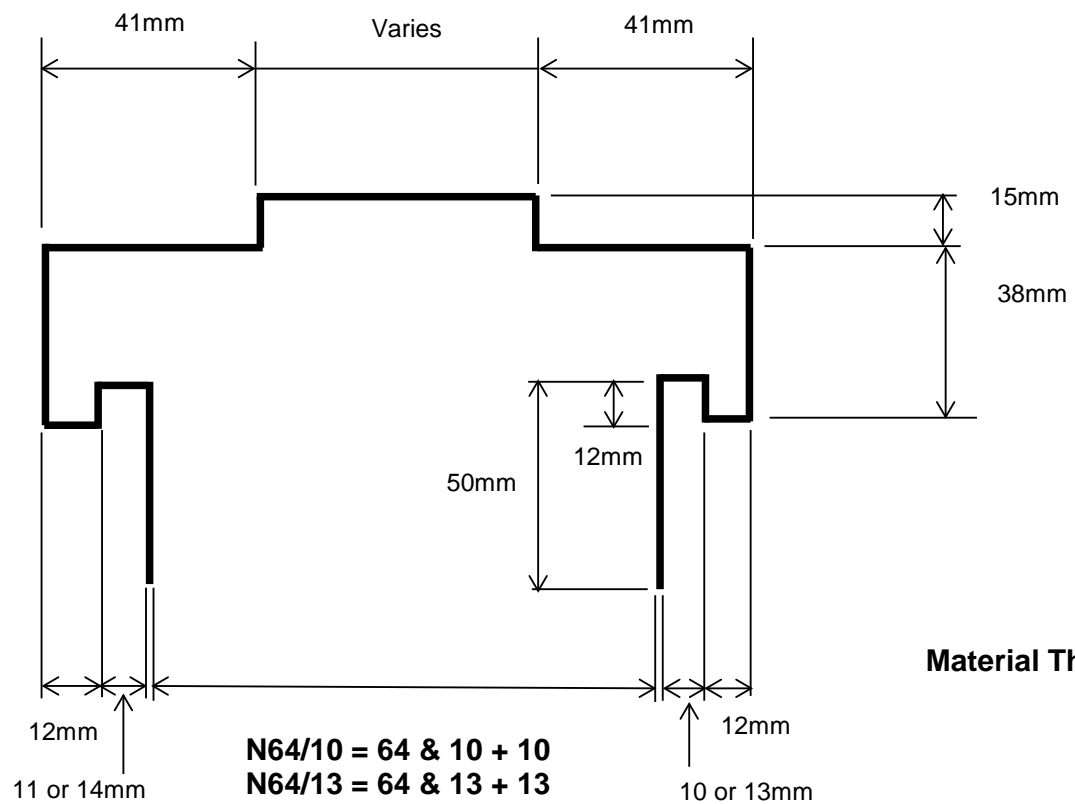 41mm
Varies
41mm
15mm
38mm
12mm
50mm
Material
12mm
12mm
N64/10 = 64 & 10 + 10
N64/13 = 64 & 13 + 13
11 or 14mm
10 or 13mm